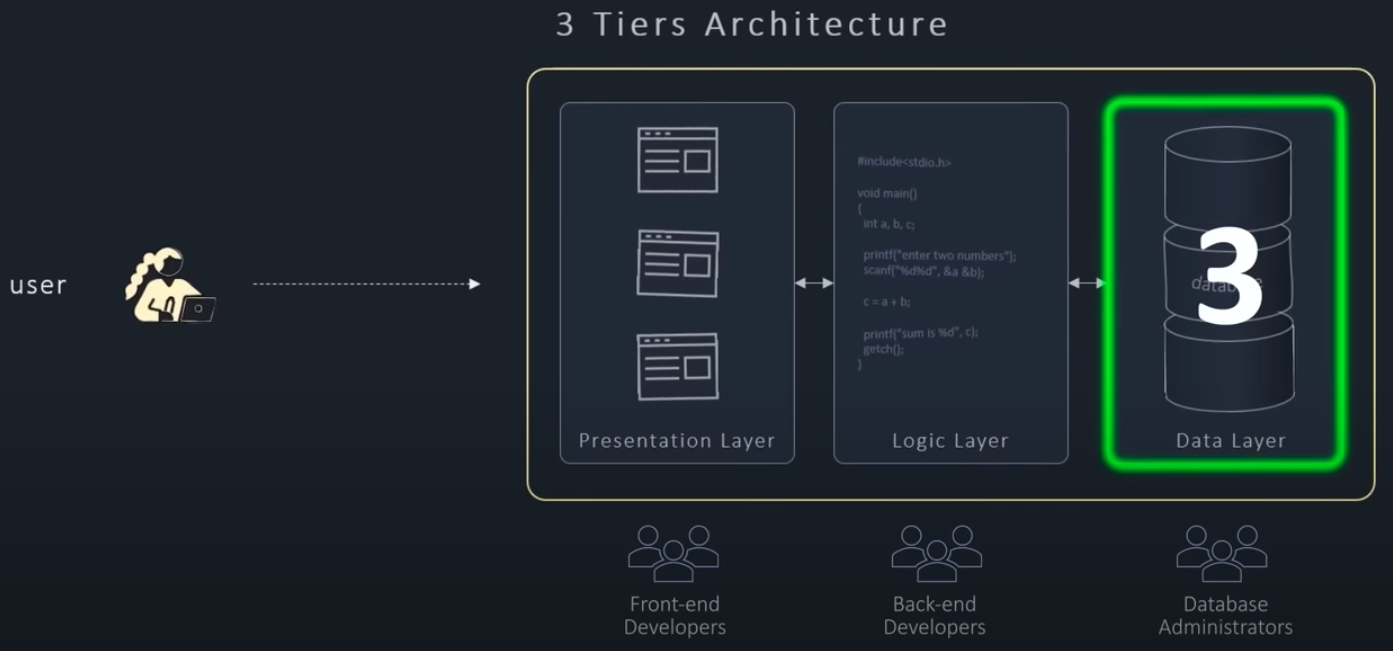 3 Tiers Architecture
user
#include<stdio.h>
void main()
{
int a, b, c;
printf("enter two numbers");
scanf("%d%d", &a &b);
c = a + b;
printf("sum is %d", c);
getch();
}
3
Presentation Layer
Logic Layer
Data Layer
Front-end
Developers
Back-end
Developers
Database
Administrators